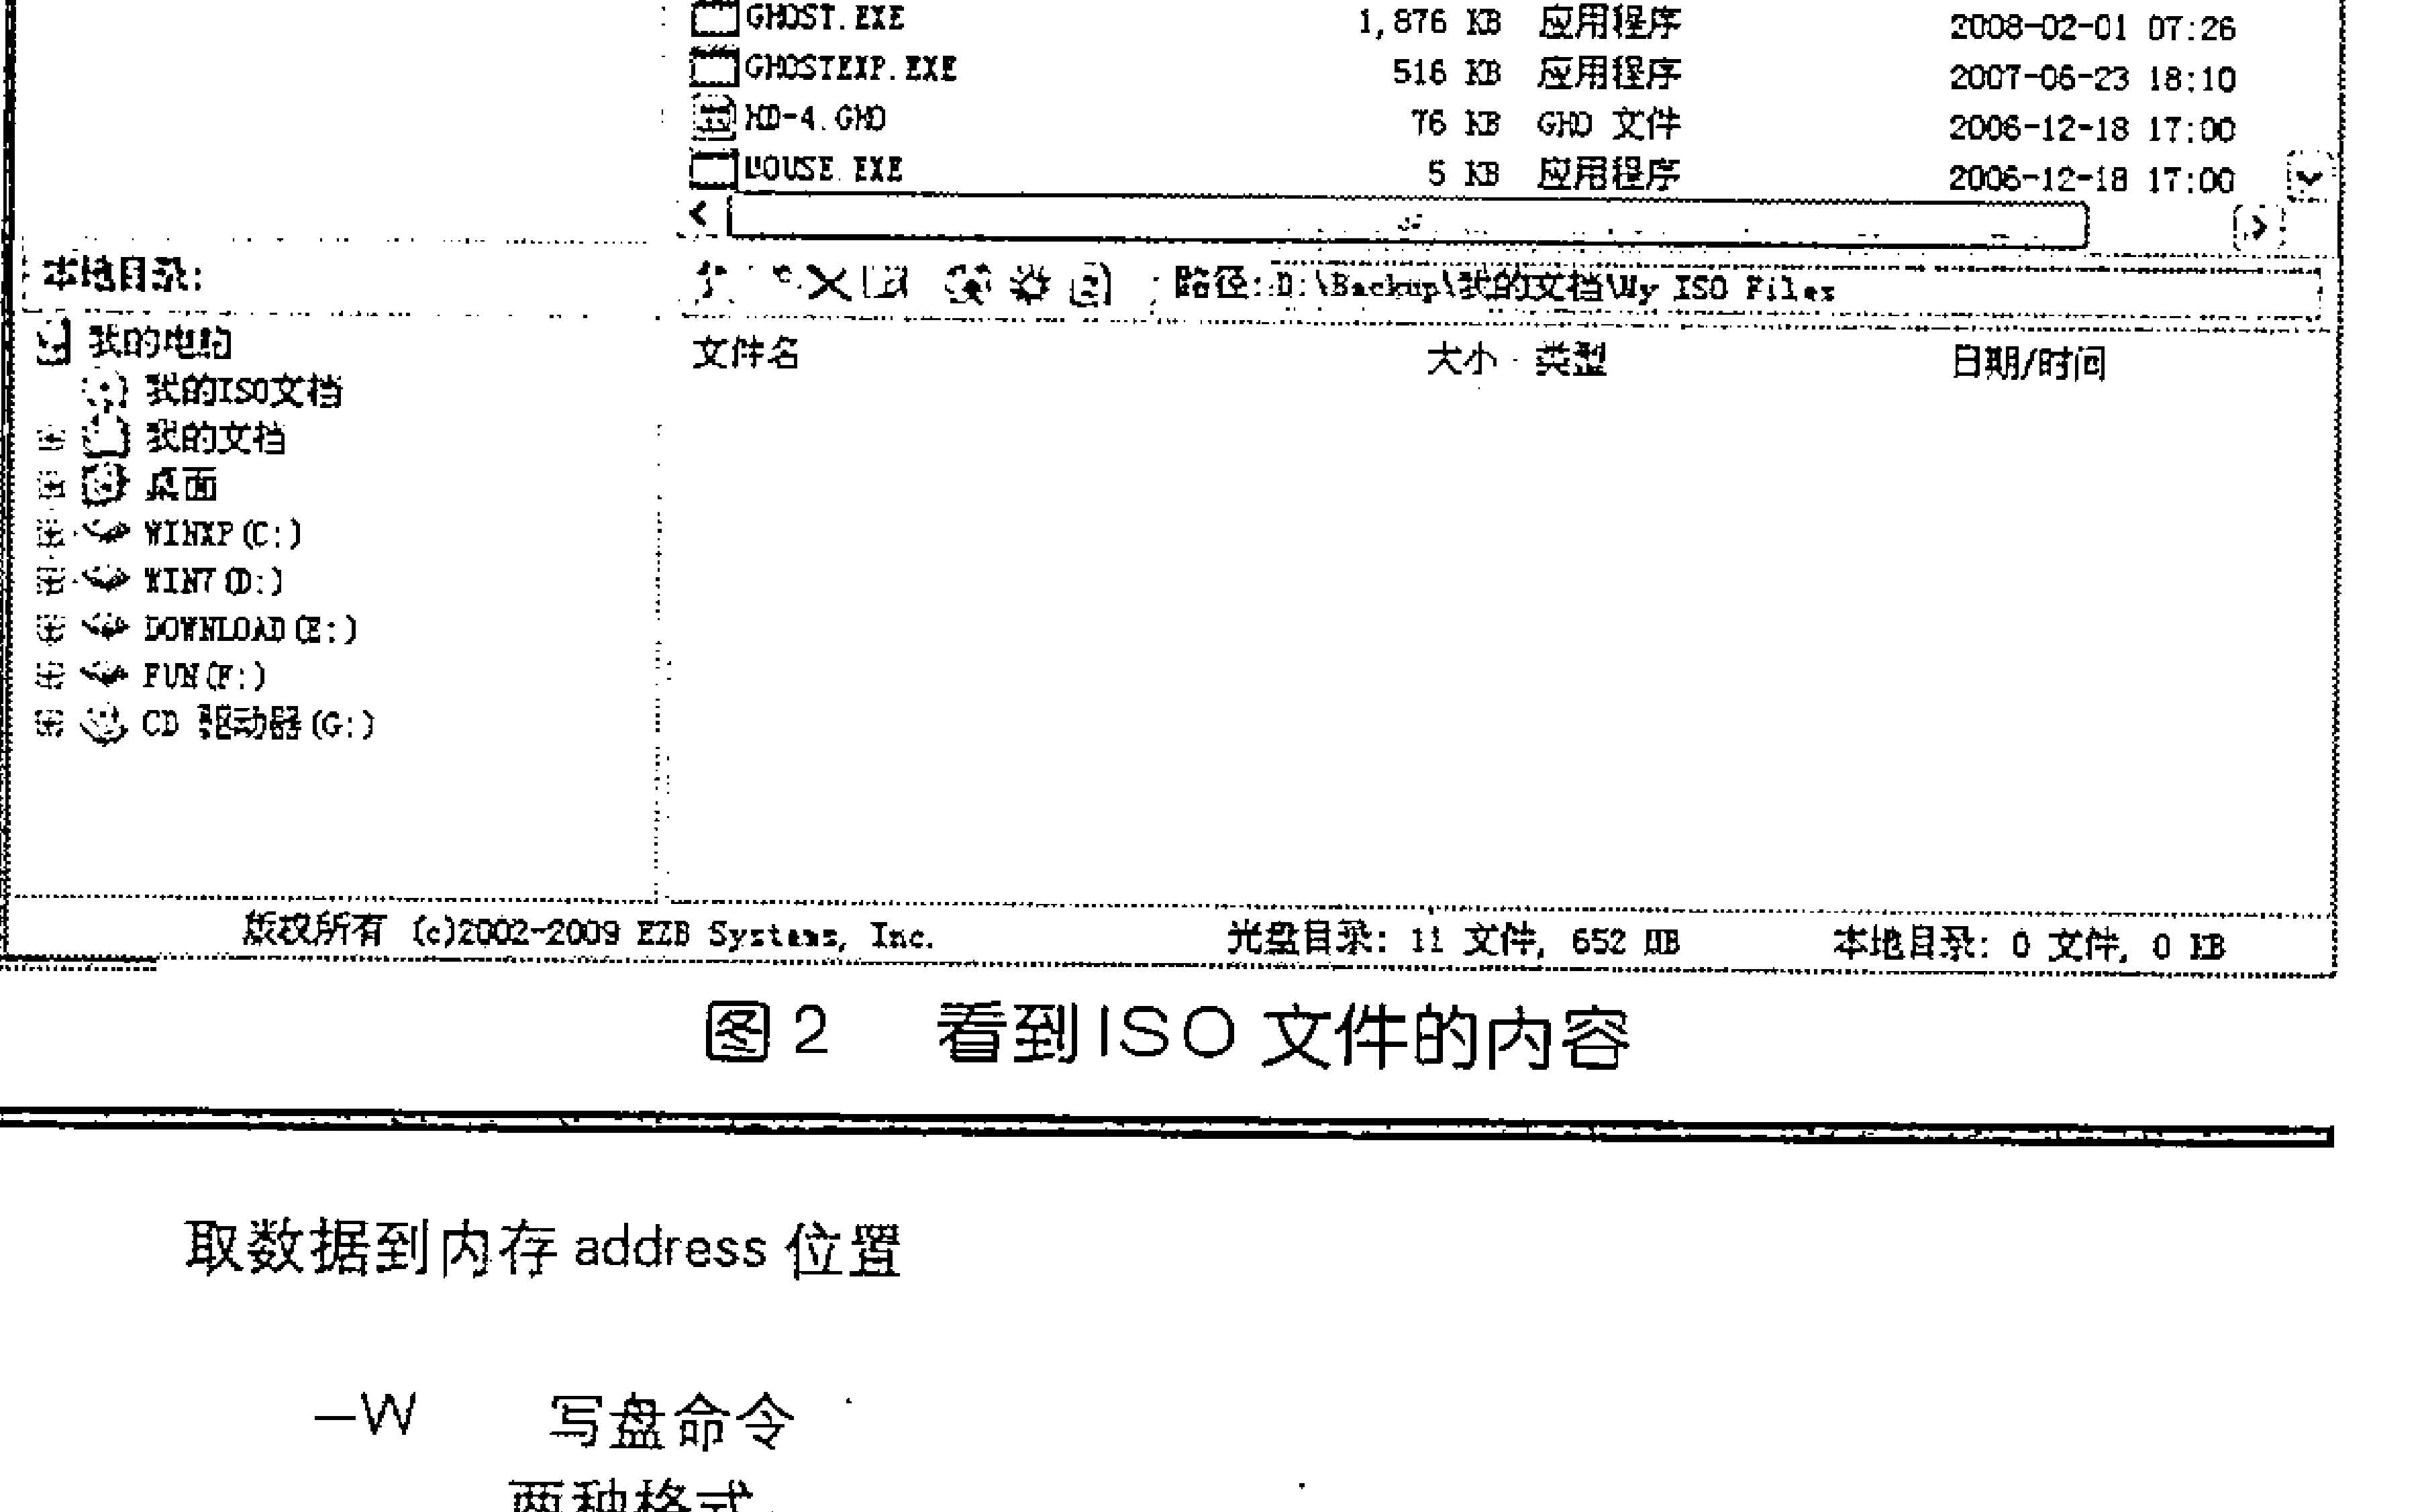 GHOST.EXE 1,876 KB 应用程序 2008-02-01 07:26
GHOSTEXP.EXE 516 KB 应用程序 2007-06-23 18:10
HD-4.GHO 76 KB GHO 文件 2006-12-18 17:00
MOUSE.EXE 5 KB 应用程序 2006-12-18 17:00
本地目录: 路径: D:\Backup\我的文档\My ISO Files
我的电脑 文件名 大小 类型 日期/时间
我的ISO文档
我的文档
桌面
WINXP(C:)
WIN7(D:)
DOWNLOAD(E:)
FUN(F:)
CD 驱动器(G:)
版权所有 (c)2002-2009 EZB Systems, Inc. 光盘目录: 11 文件, 652 MB 本地目录: 0 文件, 0 KB
图2 看到ISO文件的内容
取数据到内存 address 位置
—W 写盘命令
两种格式